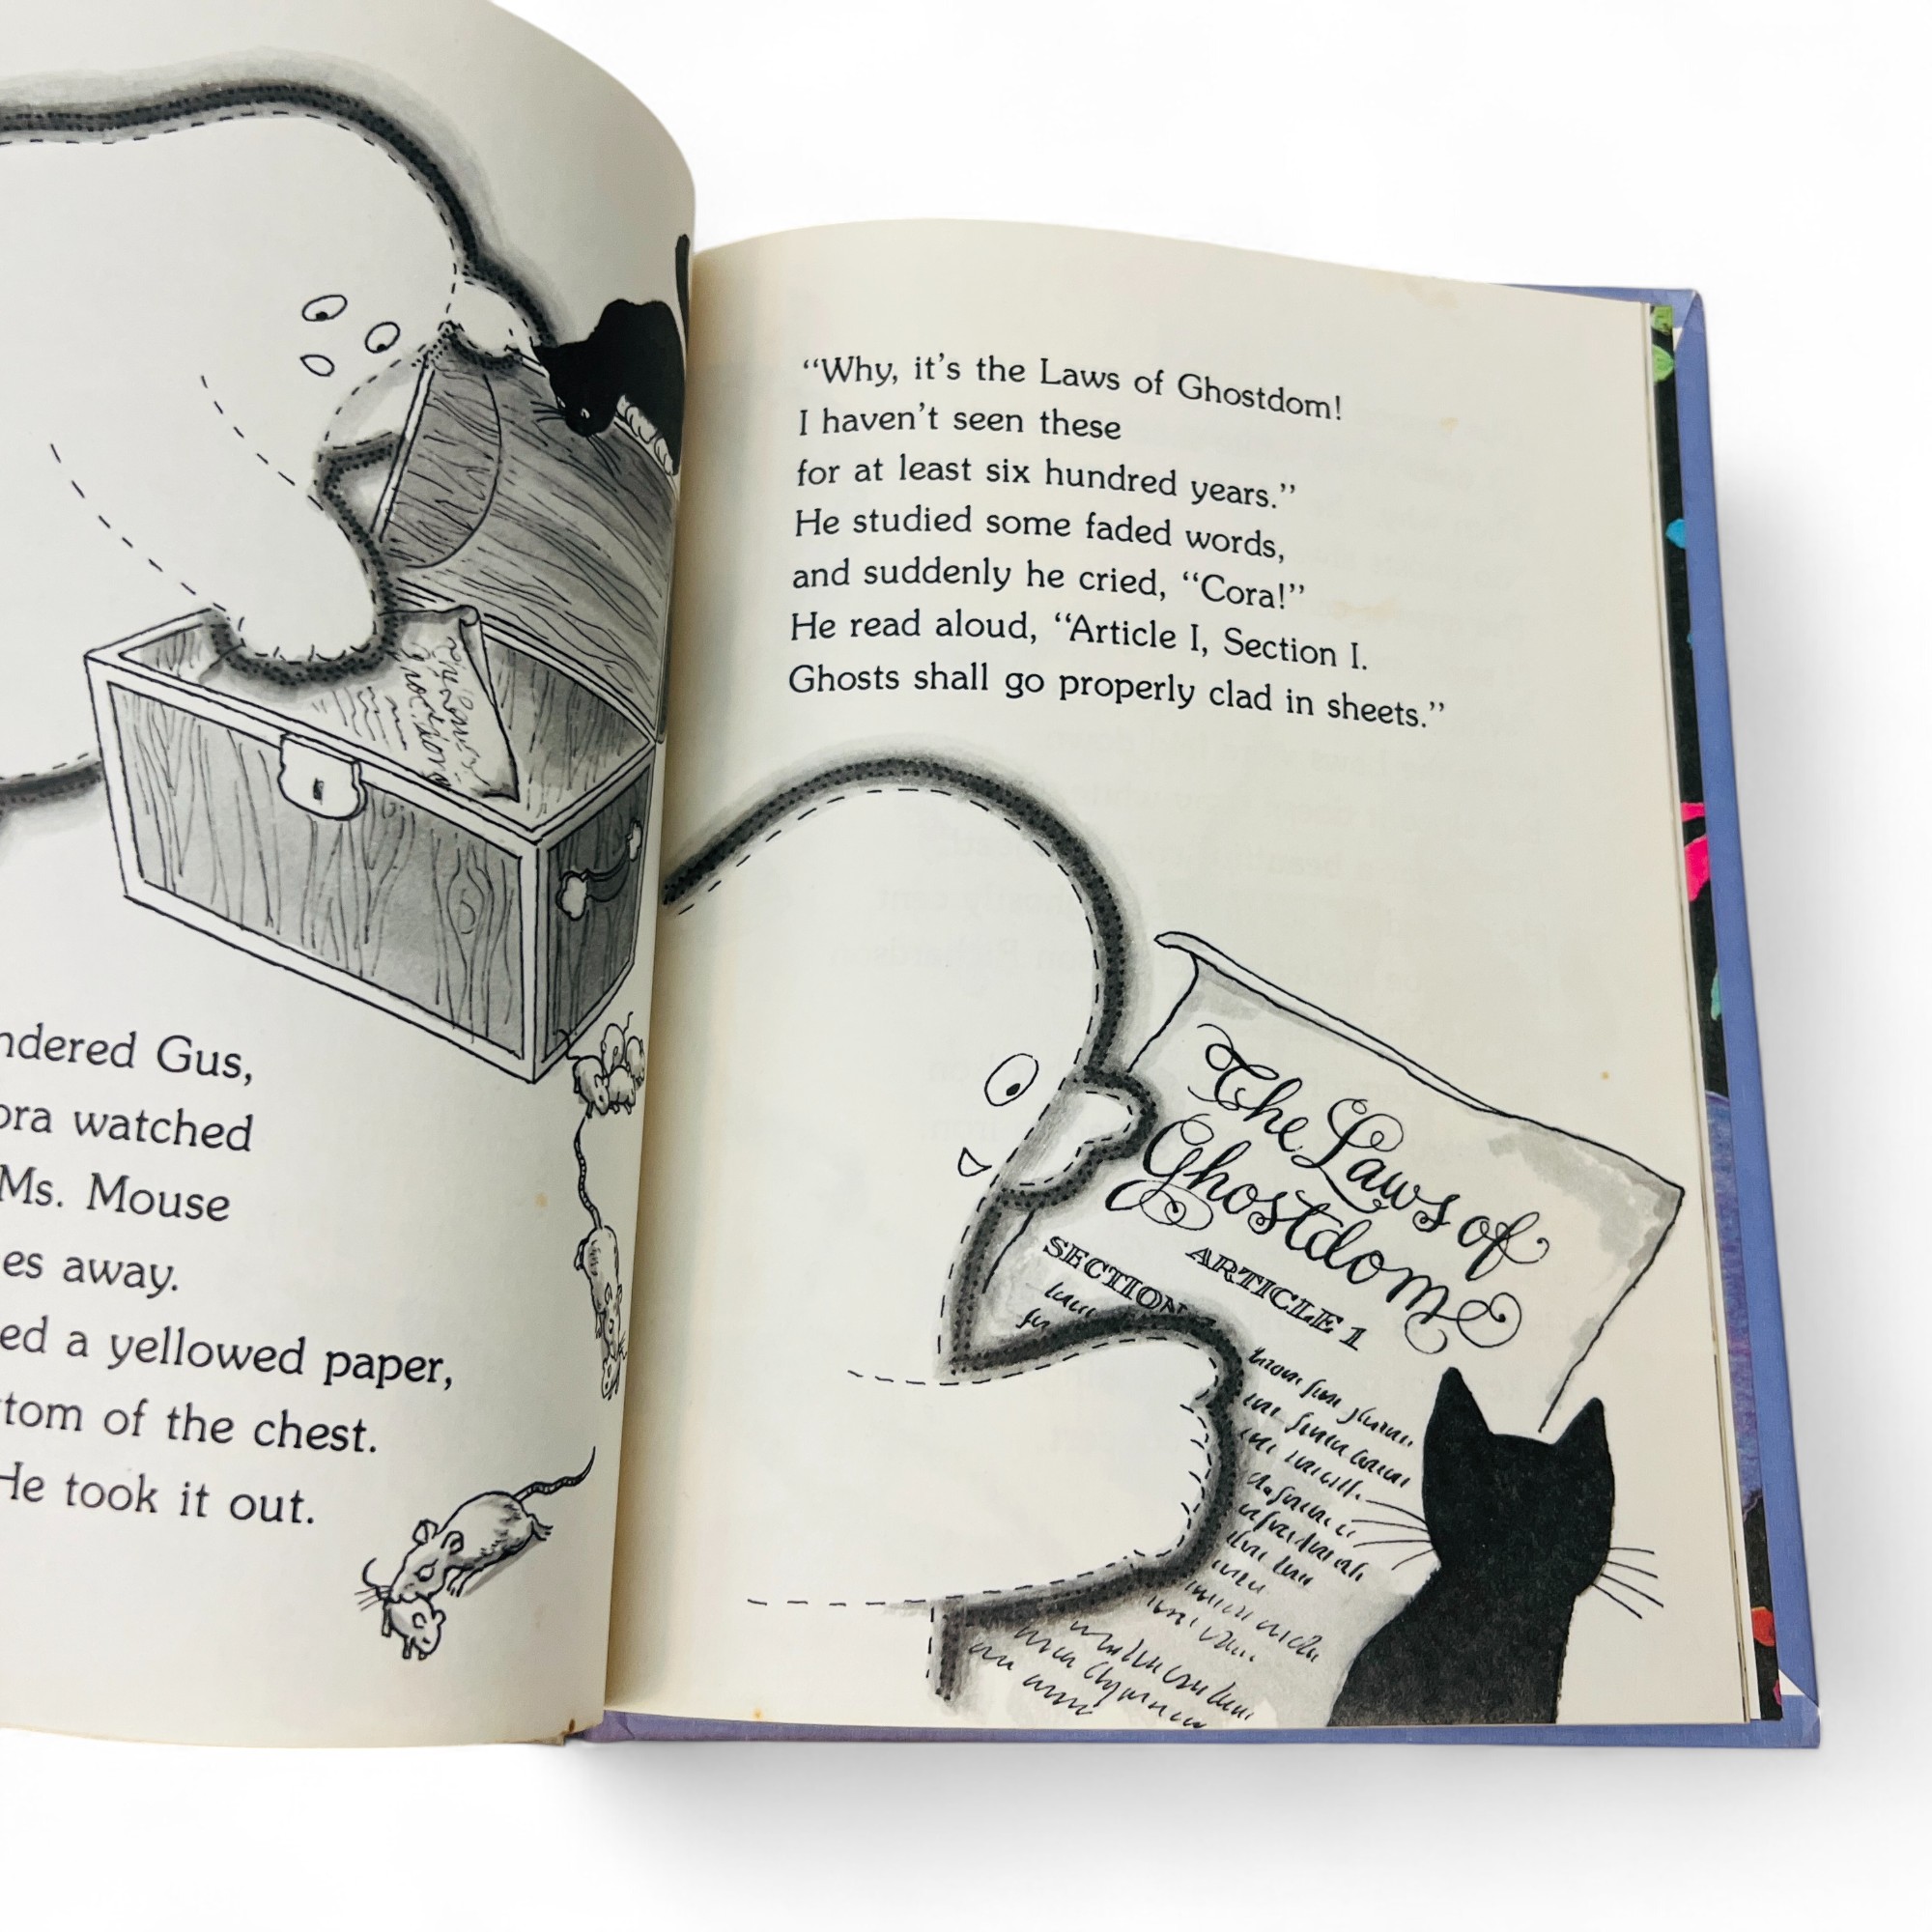 ndered Gus,
ora watched
Ms. Mouse
es away.
ed a yellowed paper,
tom of the chest.
He took it out.
“Why, it’s the Laws of Ghostdom!
I haven’t seen these
for at least six hundred years.”
He studied some faded words,
and suddenly he cried, “Cora!”
He read aloud, “Article I, Section I.
Ghosts shall go properly clad in sheets.”
The Laws of
Ghostdom
ARTICLE 1
SECTION